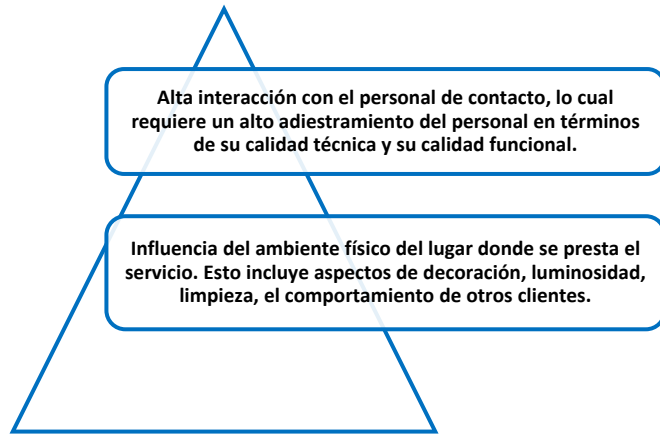 Alta interacción con el personal de contacto, lo cual
requiere un alto adiestramiento del personal en términos
de su calidad técnica y su calidad funcional.
Influencia del ambiente físico del lugar donde se presta el
servicio. Esto incluye aspectos de decoración, luminosidad,
limpieza, el comportamiento de otros clientes.